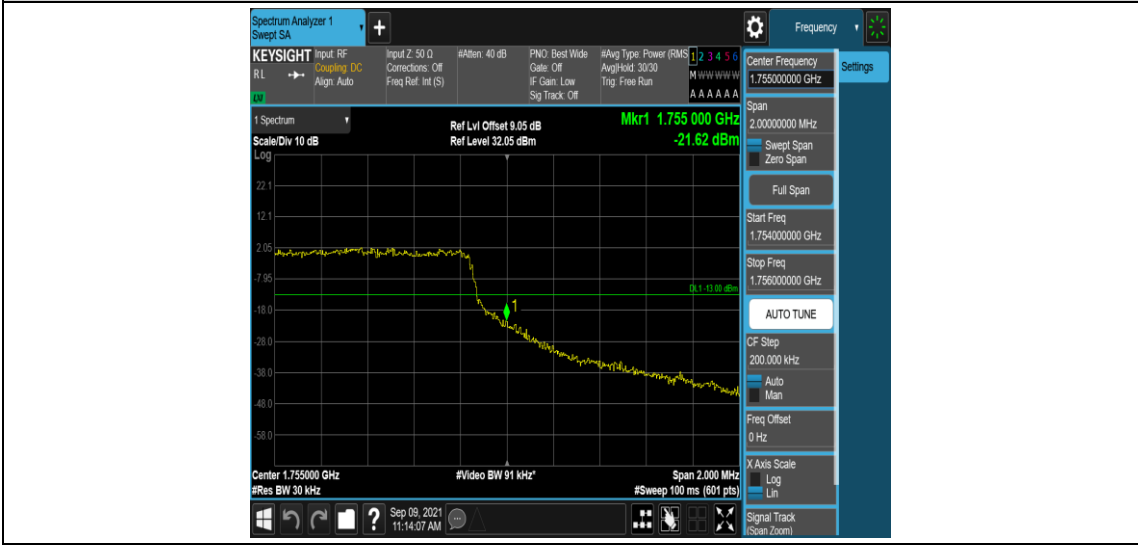 Spectrum Analyzer 1
Swept SA
Frequency
KEYSIGHT
RL
LXI
Input: RF
Coupling: DC
Align: Auto
Input Z: 50 Ω
Corrections: Off
Freq Ref: Int (S)
#Atten: 40 dB
PNO: Best Wide
Gate: Off
IF Gain: Low
Sig Track: Off
#Avg Type: Power (RMS
Avg|Hold: 30/30
Trig: Free Run
1 2 3 4 5 6
M W W W W W
A A A A A A
1 Spectrum
Scale/Div 10 dB
Ref Lvl Offset 9.05 dB
Ref Level 32.05 dBm
Mkr1 1.755 000 GHz
-21.62 dBm
Log
22.1
12.1
2.05
-7.95
-18.0
-28.0
-38.0
-48.0
-58.0
DL1 -13.00 dBm
1
Center 1.755000 GHz
#Res BW 30 kHz
#Video BW 91 kHz*
Span 2.000 MHz
#Sweep 100 ms (601 pts)
Sep 09, 2021
11:14:07 AM
Center Frequency
1.755000000 GHz
Settings
Span
2.00000000 MHz
Swept Span
Zero Span
Full Span
Start Freq
1.754000000 GHz
Stop Freq
1.756000000 GHz
AUTO TUNE
CF Step
200.000 kHz
Auto
Man
Freq Offset
0 Hz
X Axis Scale
Log
Lin
Signal Track
(Span Zoom)